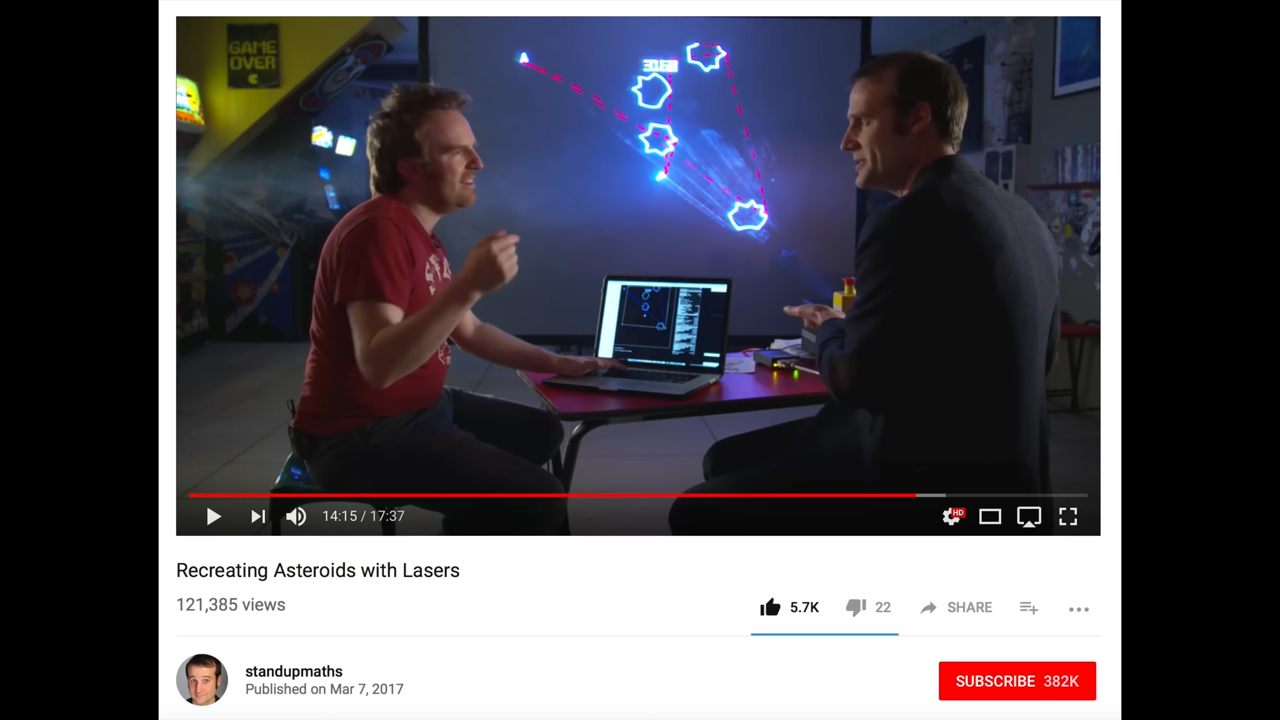 GAME
OVER
14:15 / 17:37
HD
Recreating Asteroids with Lasers
121,385 views
5.7K
22
SHARE
standupmaths
Published on Mar 7, 2017
SUBSCRIBE 382K